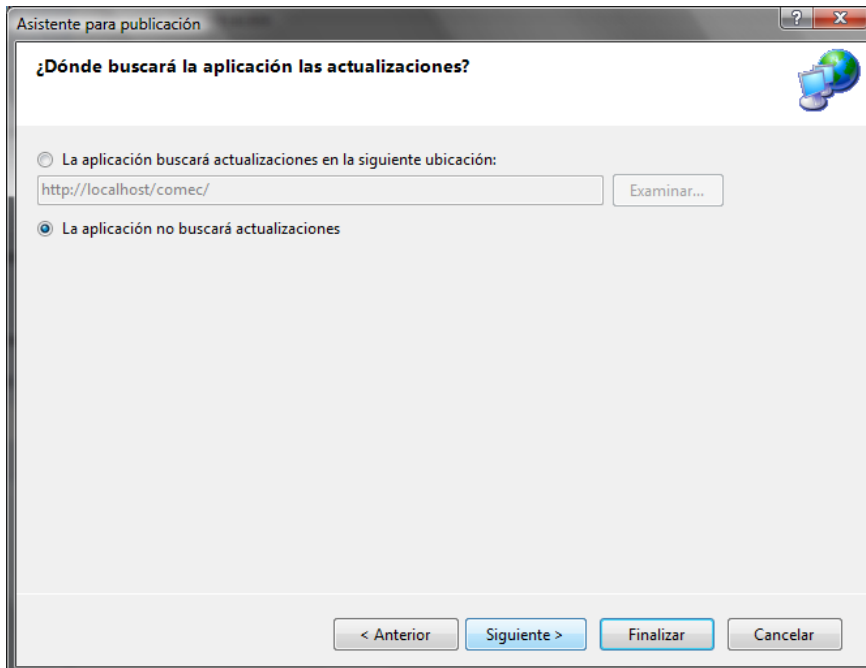 Asistente para publicación
¿Dónde buscará la aplicación las actualizaciones?
La aplicación buscará actualizaciones en la siguiente ubicación:
http://localhost/comec/
Examinar...
La aplicación no buscará actualizaciones
< Anterior
Siguiente >
Finalizar
Cancelar